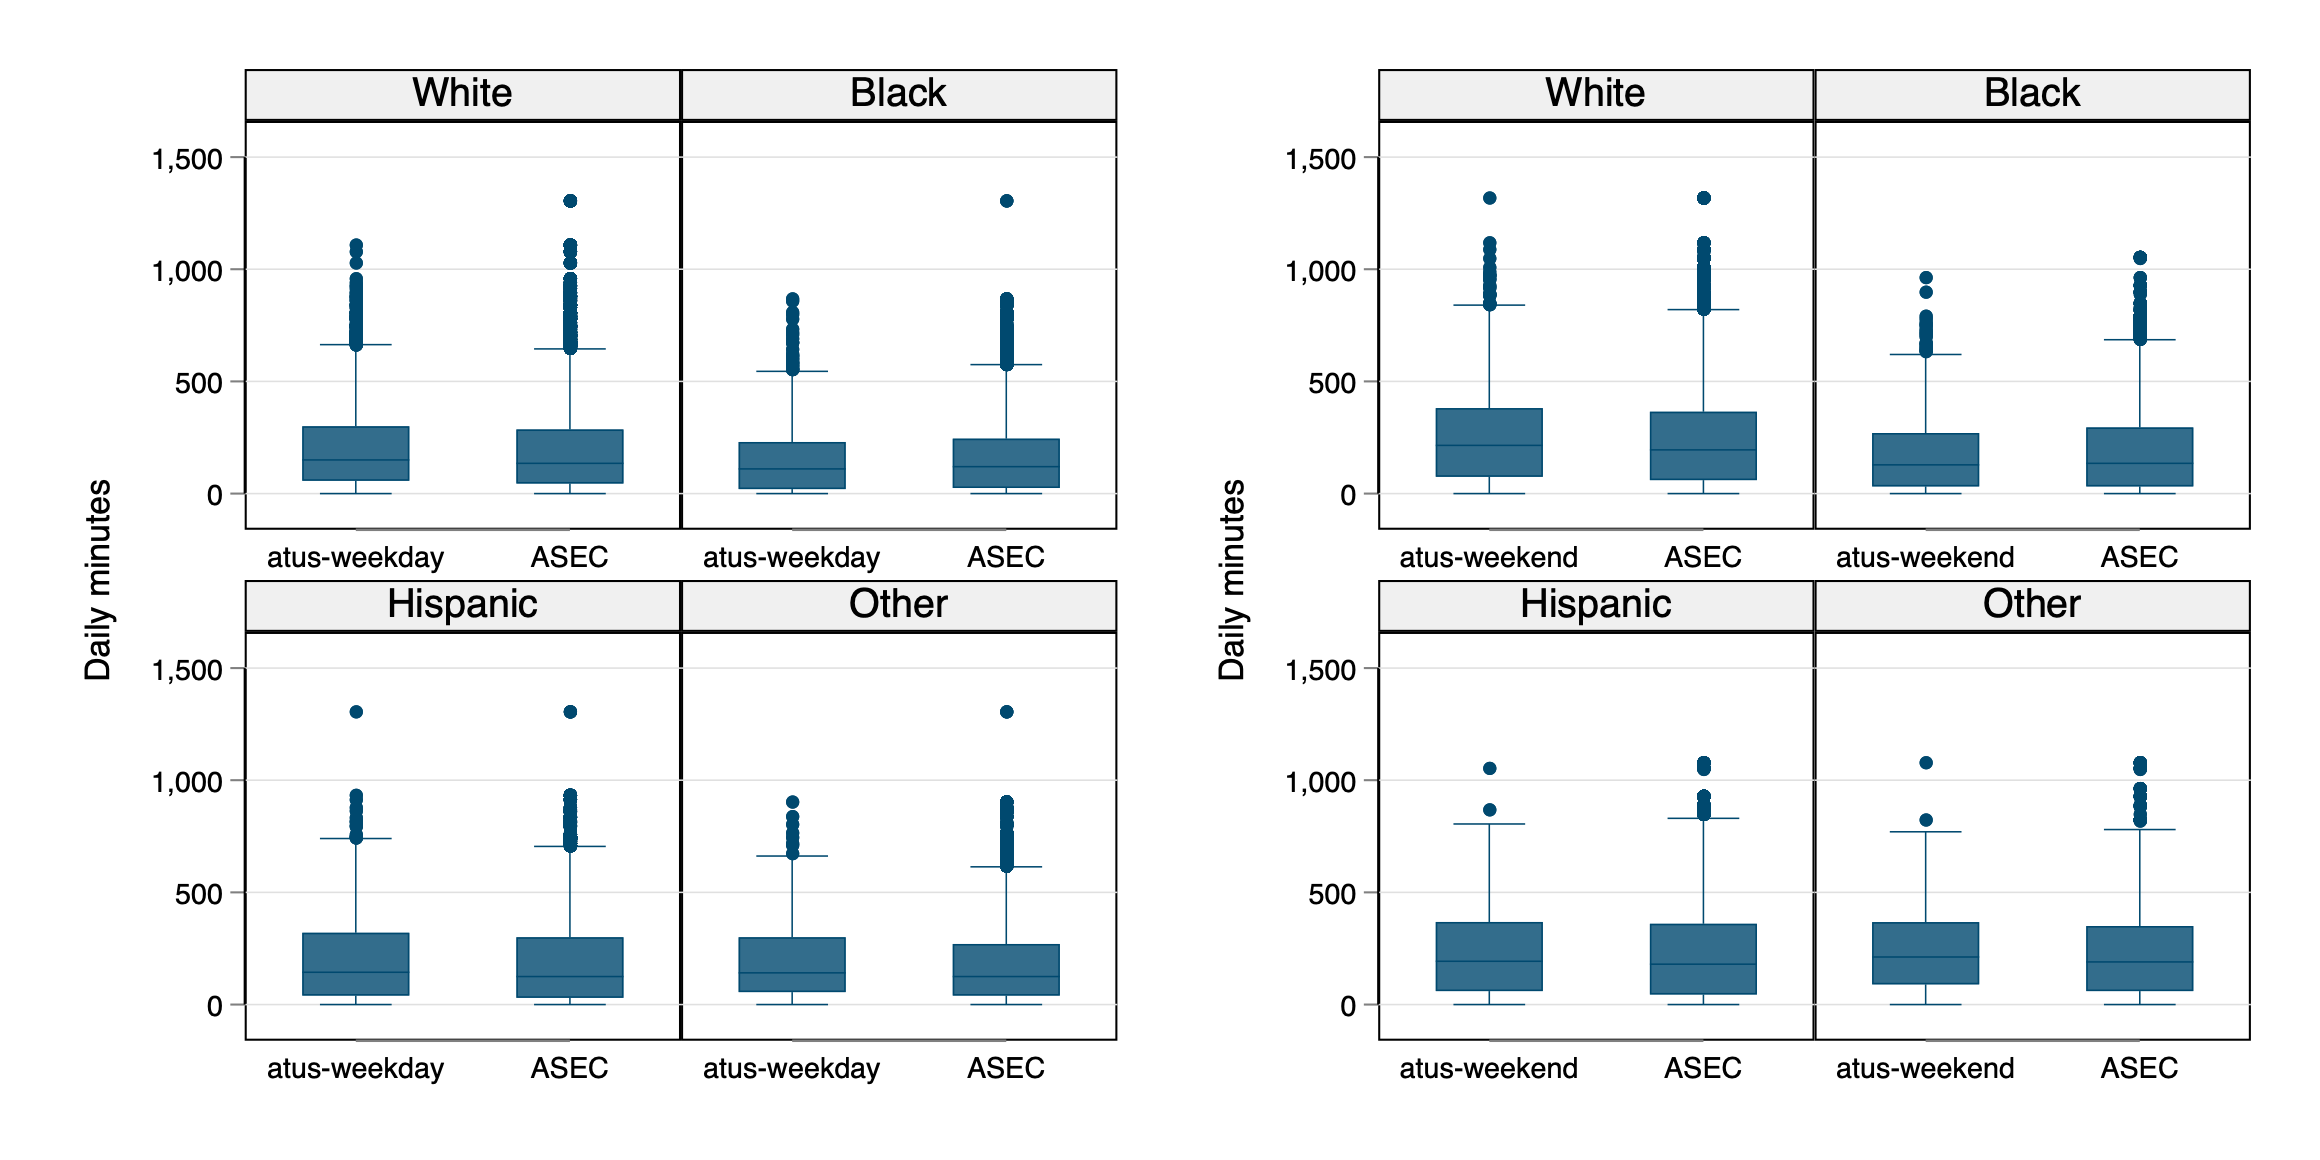 White Black
1,500
1,000
500
0
Daily minutes
atus-weekday ASEC atus-weekday ASEC
Hispanic Other
1,500
1,000
500
0
atus-weekday ASEC atus-weekday ASEC
White Black
1,500
1,000
500
0
Daily minutes
atus-weekend ASEC atus-weekend ASEC
Hispanic Other
1,500
1,000
500
0
atus-weekend ASEC atus-weekend ASEC